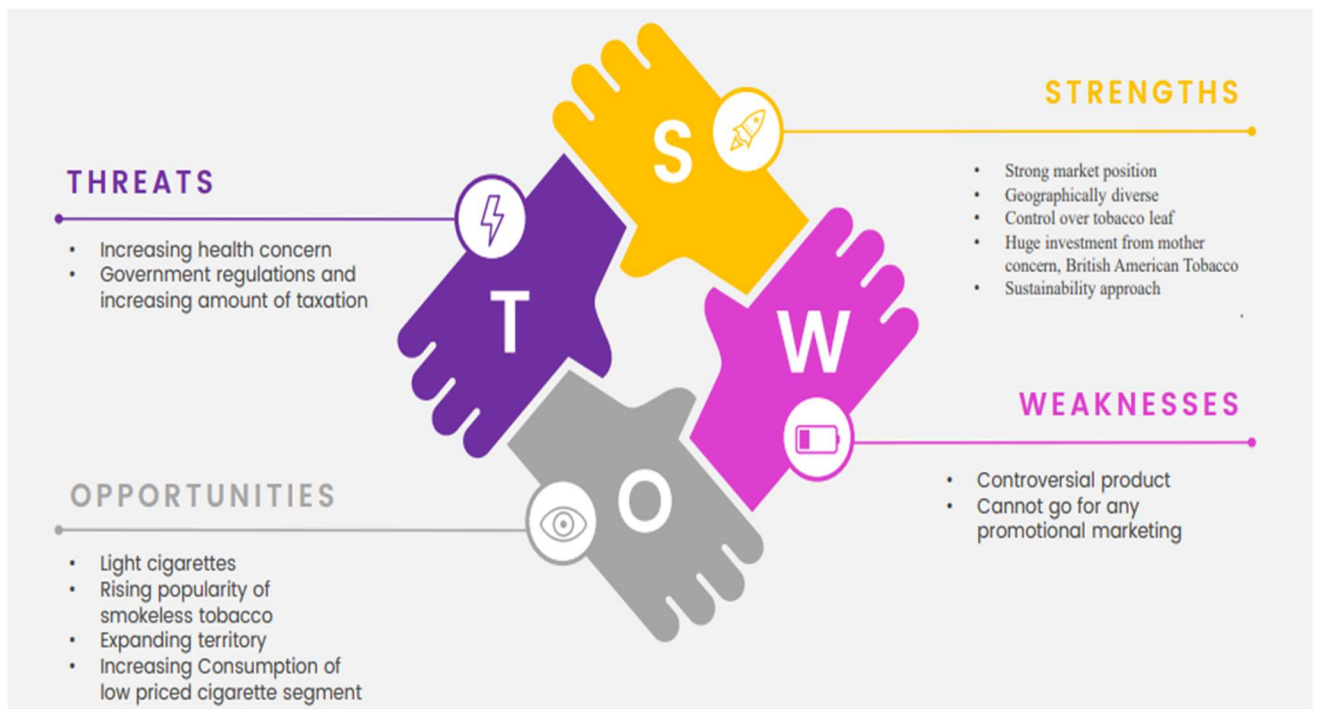 S
STRENGTHS
• Strong market position
• Geographically diverse
• Control over tobacco leaf
• Huge investment from mother
concern, British American Tobacco
• Sustainability approach
.
W
WEAKNESSES
• Controversial product
• Cannot go for any
promotional marketing
O
OPPORTUNITIES
• Light cigarettes
• Rising popularity of
smokeless tobacco
• Expanding territory
• Increasing Consumption of
low priced cigarette segment
T
THREATS
• Increasing health concern
• Government regulations and
increasing amount of taxation